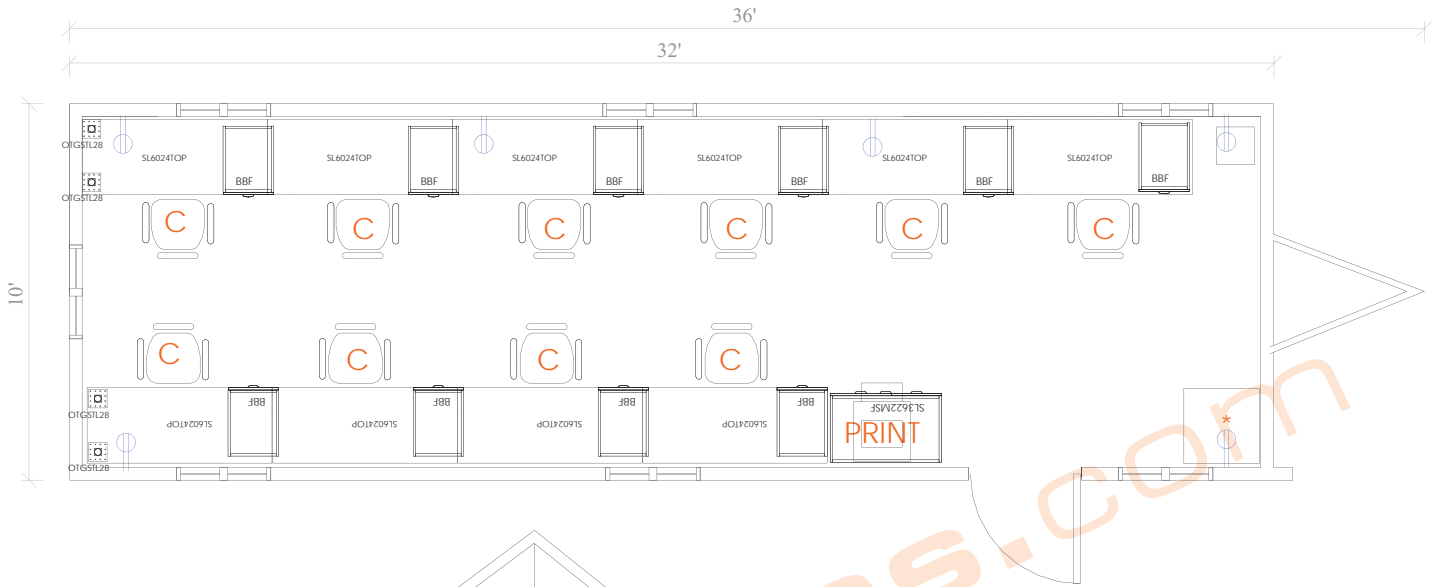 36'
32'
10'
OTGSTL28
OTGSTL28
SL6024TOP
BBF
SL6024TOP
BBF
SL6024TOP
BBF
SL6024TOP
BBF
SL6024TOP
BBF
SL6024TOP
BBF
C C C C C C
C C C C
OTGSTL28
OTGSTL28
SL6024TOP
BBF
SL6024TOP
BBF
SL6024TOP
BBF
SL6024TOP
BBF
SL3622MSF
PRINT
*
s.com